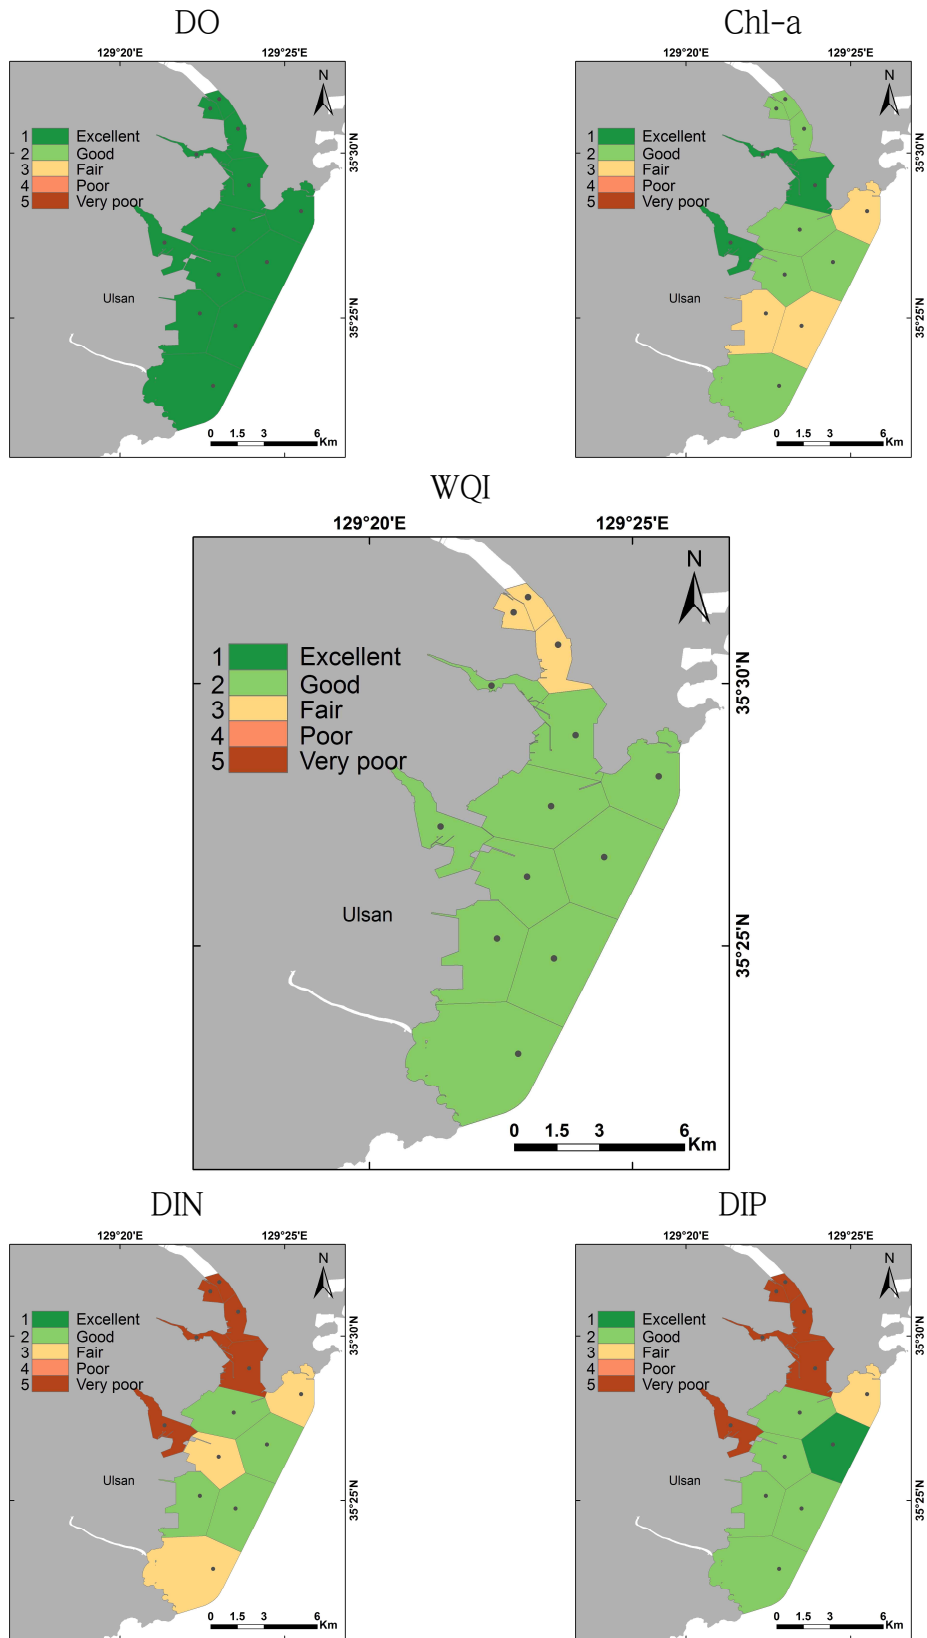 DO
129°20'E 129°25'E
N
1 Excellent
2 Good
3 Fair
4 Poor
5 Very poor
35°30'N
Ulsan
35°25'N
0 1.5 3 6
Km
Chl-a
129°20'E 129°25'E
N
1 Excellent
2 Good
3 Fair
4 Poor
5 Very poor
35°30'N
Ulsan
35°25'N
0 1.5 3 6
Km
WQI
129°20'E 129°25'E
N
1 Excellent
2 Good
3 Fair
4 Poor
5 Very poor
35°30'N
Ulsan
35°25'N
0 1.5 3 6
Km
DIN
129°20'E 129°25'E
N
1 Excellent
2 Good
3 Fair
4 Poor
5 Very poor
35°30'N
Ulsan
35°25'N
0 1.5 3 6
Km
DIP
129°20'E 129°25'E
N
1 Excellent
2 Good
3 Fair
4 Poor
5 Very poor
35°30'N
Ulsan
35°25'N
0 1.5 3 6
Km